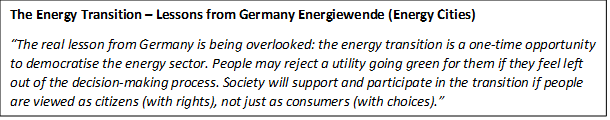 The Energy Transition – Lessons from Germany Energiewende (Energy Cities)
“The real lesson from Germany is being overlooked: the energy transition is a one-time opportunity
to democratise the energy sector. People may reject a utility going green for them if they feel left
out of the decision-making process. Society will support and participate in the transition if people
are viewed as citizens (with rights), not just as consumers (with choices).”